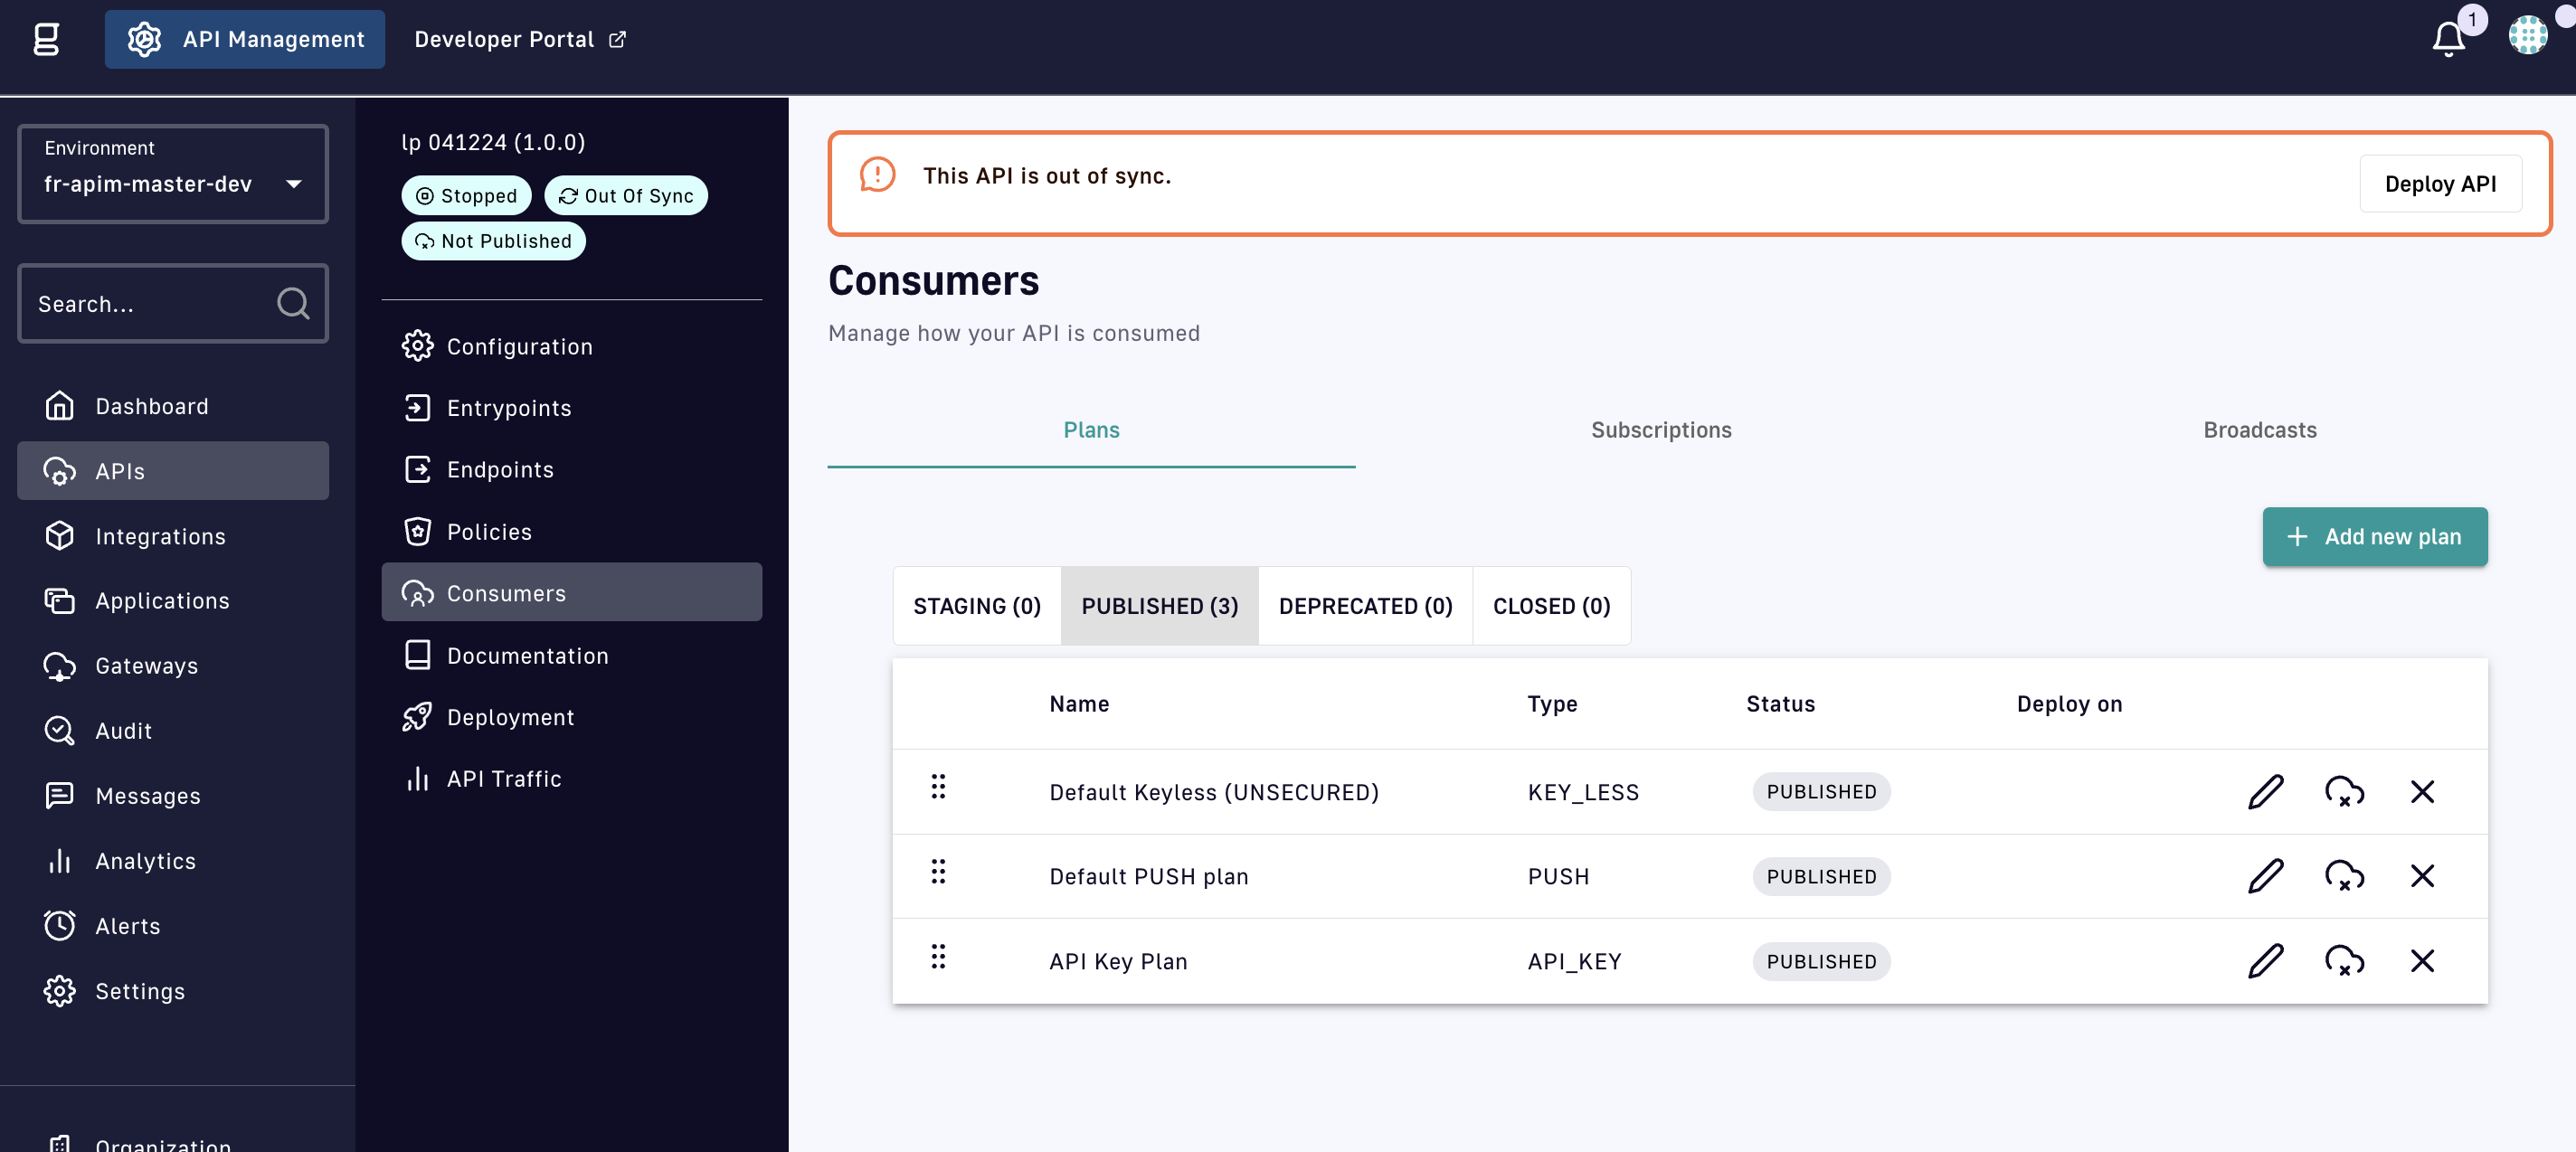 API Management
Developer Portal
1
Environment
fr-apim-master-dev
Search...
Dashboard
APIs
Integrations
Applications
Gateways
Audit
Messages
Analytics
Alerts
Settings
Organization
lp 041224 (1.0.0)
Stopped
Out Of Sync
Not Published
Configuration
Entrypoints
Endpoints
Policies
Consumers
Documentation
Deployment
API Traffic
This API is out of sync.
Deploy API
Consumers
Manage how your API is consumed
Plans Subscriptions Broadcasts
Add new plan
STAGING (0) PUBLISHED (3) DEPRECATED (0) CLOSED (0)
Name Type Status Deploy on
Default Keyless (UNSECURED) KEY_LESS PUBLISHED
Default PUSH plan PUSH PUBLISHED
API Key Plan API_KEY PUBLISHED